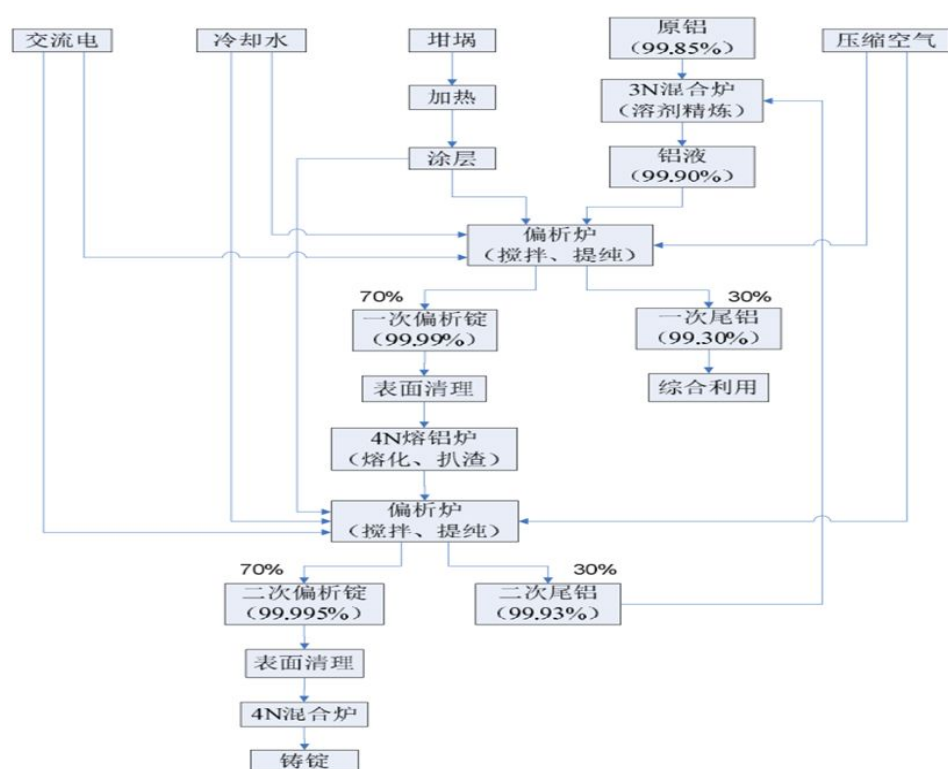 交流电
冷却水
坩埚
原铝
（99.85%）
压缩空气
加热
3N混合炉
（溶剂精炼）
涂层
铝液
（99.90%）
偏析炉
（搅拌、提纯）
70%
30%
一次偏析锭
（99.99%）
一次尾铝
（99.30%）
表面清理
综合利用
4N熔铝炉
（熔化、扒渣）
偏析炉
（搅拌、提纯）
70%
30%
二次偏析锭
（99.995%）
二次尾铝
（99.93%）
表面清理
4N混合炉
铸锭